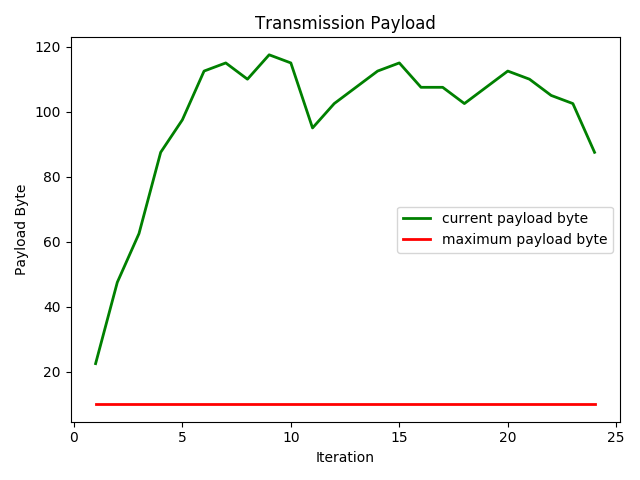 Transmission Payload
120
100
80
60
40
20
Payload Byte
current payload byte
maximum payload byte
0 5 10 15 20 25
Iteration